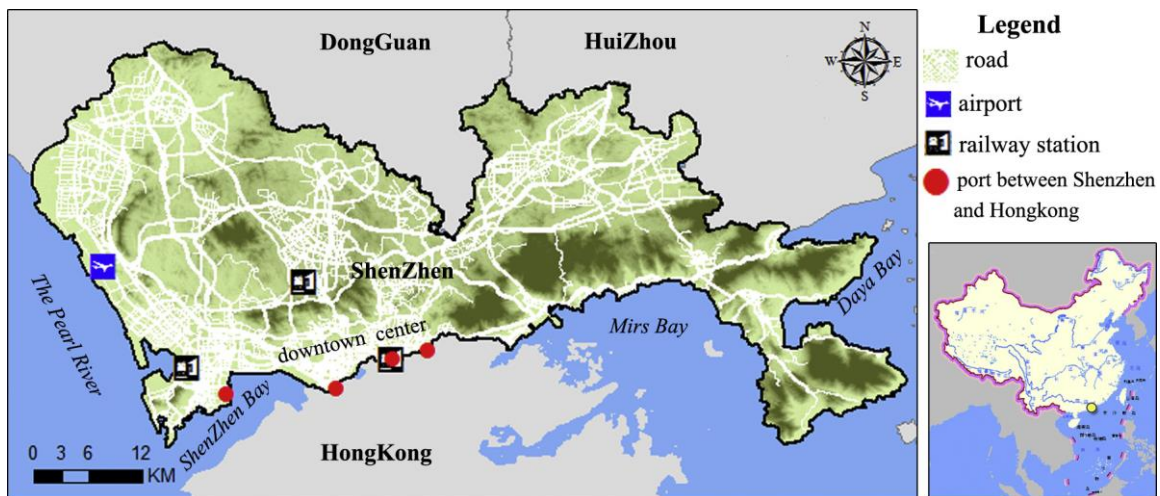 DongGuan
HuiZhou
N
W
E
S
ShenZhen
downtown center
The Pearl River
ShenZhen Bay
Mirs Bay
Daya Bay
HongKong
0 3 6 12
KM
Legend
road
airport
railway station
port between Shenzhen
and Hongkong